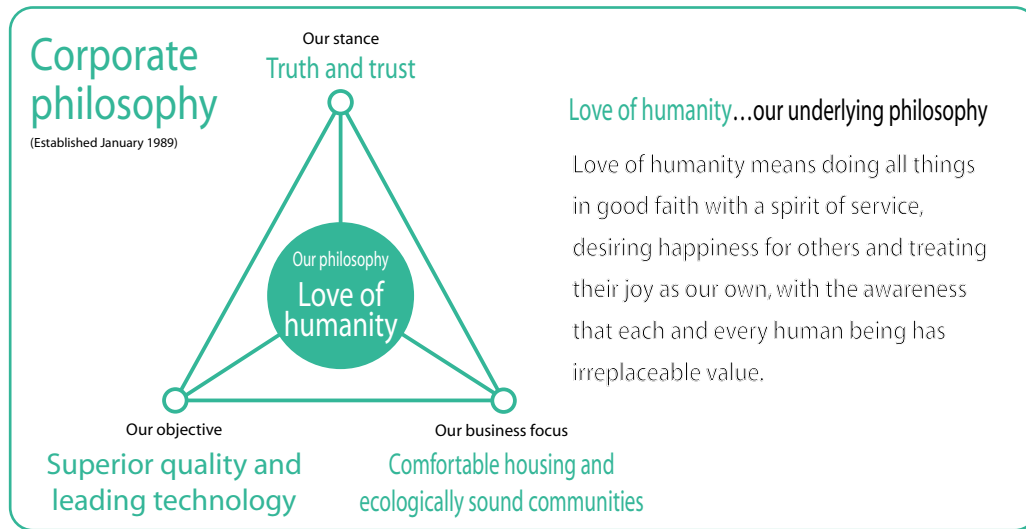 Corporate
philosophy
(Established January 1989)
Our stance
Truth and trust
Our philosophy
Love of
humanity
Our objective
Superior quality and
leading technology
Our business focus
Comfortable housing and
ecologically sound communities
Love of humanity...our underlying philosophy
Love of humanity means doing all things
in good faith with a spirit of service,
desiring happiness for others and treating
their joy as our own, with the awareness
that each and every human being has
irreplaceable value.